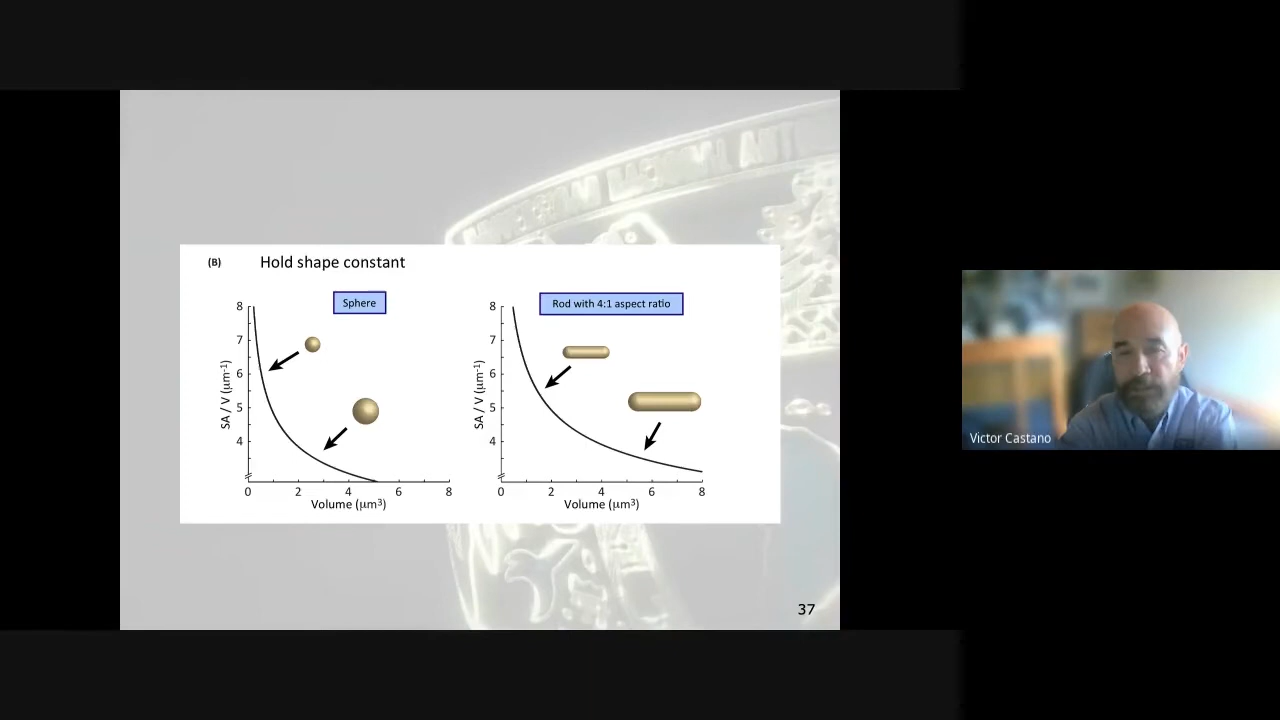 (B) Hold shape constant
Sphere
8
7
6
5
4
SA / V (µm⁻¹)
0 2 4 6 8
Volume (µm³)
Rod with 4:1 aspect ratio
8
7
6
5
4
SA / V (µm⁻¹)
0 2 4 6 8
Volume (µm³)
37
Victor Castano